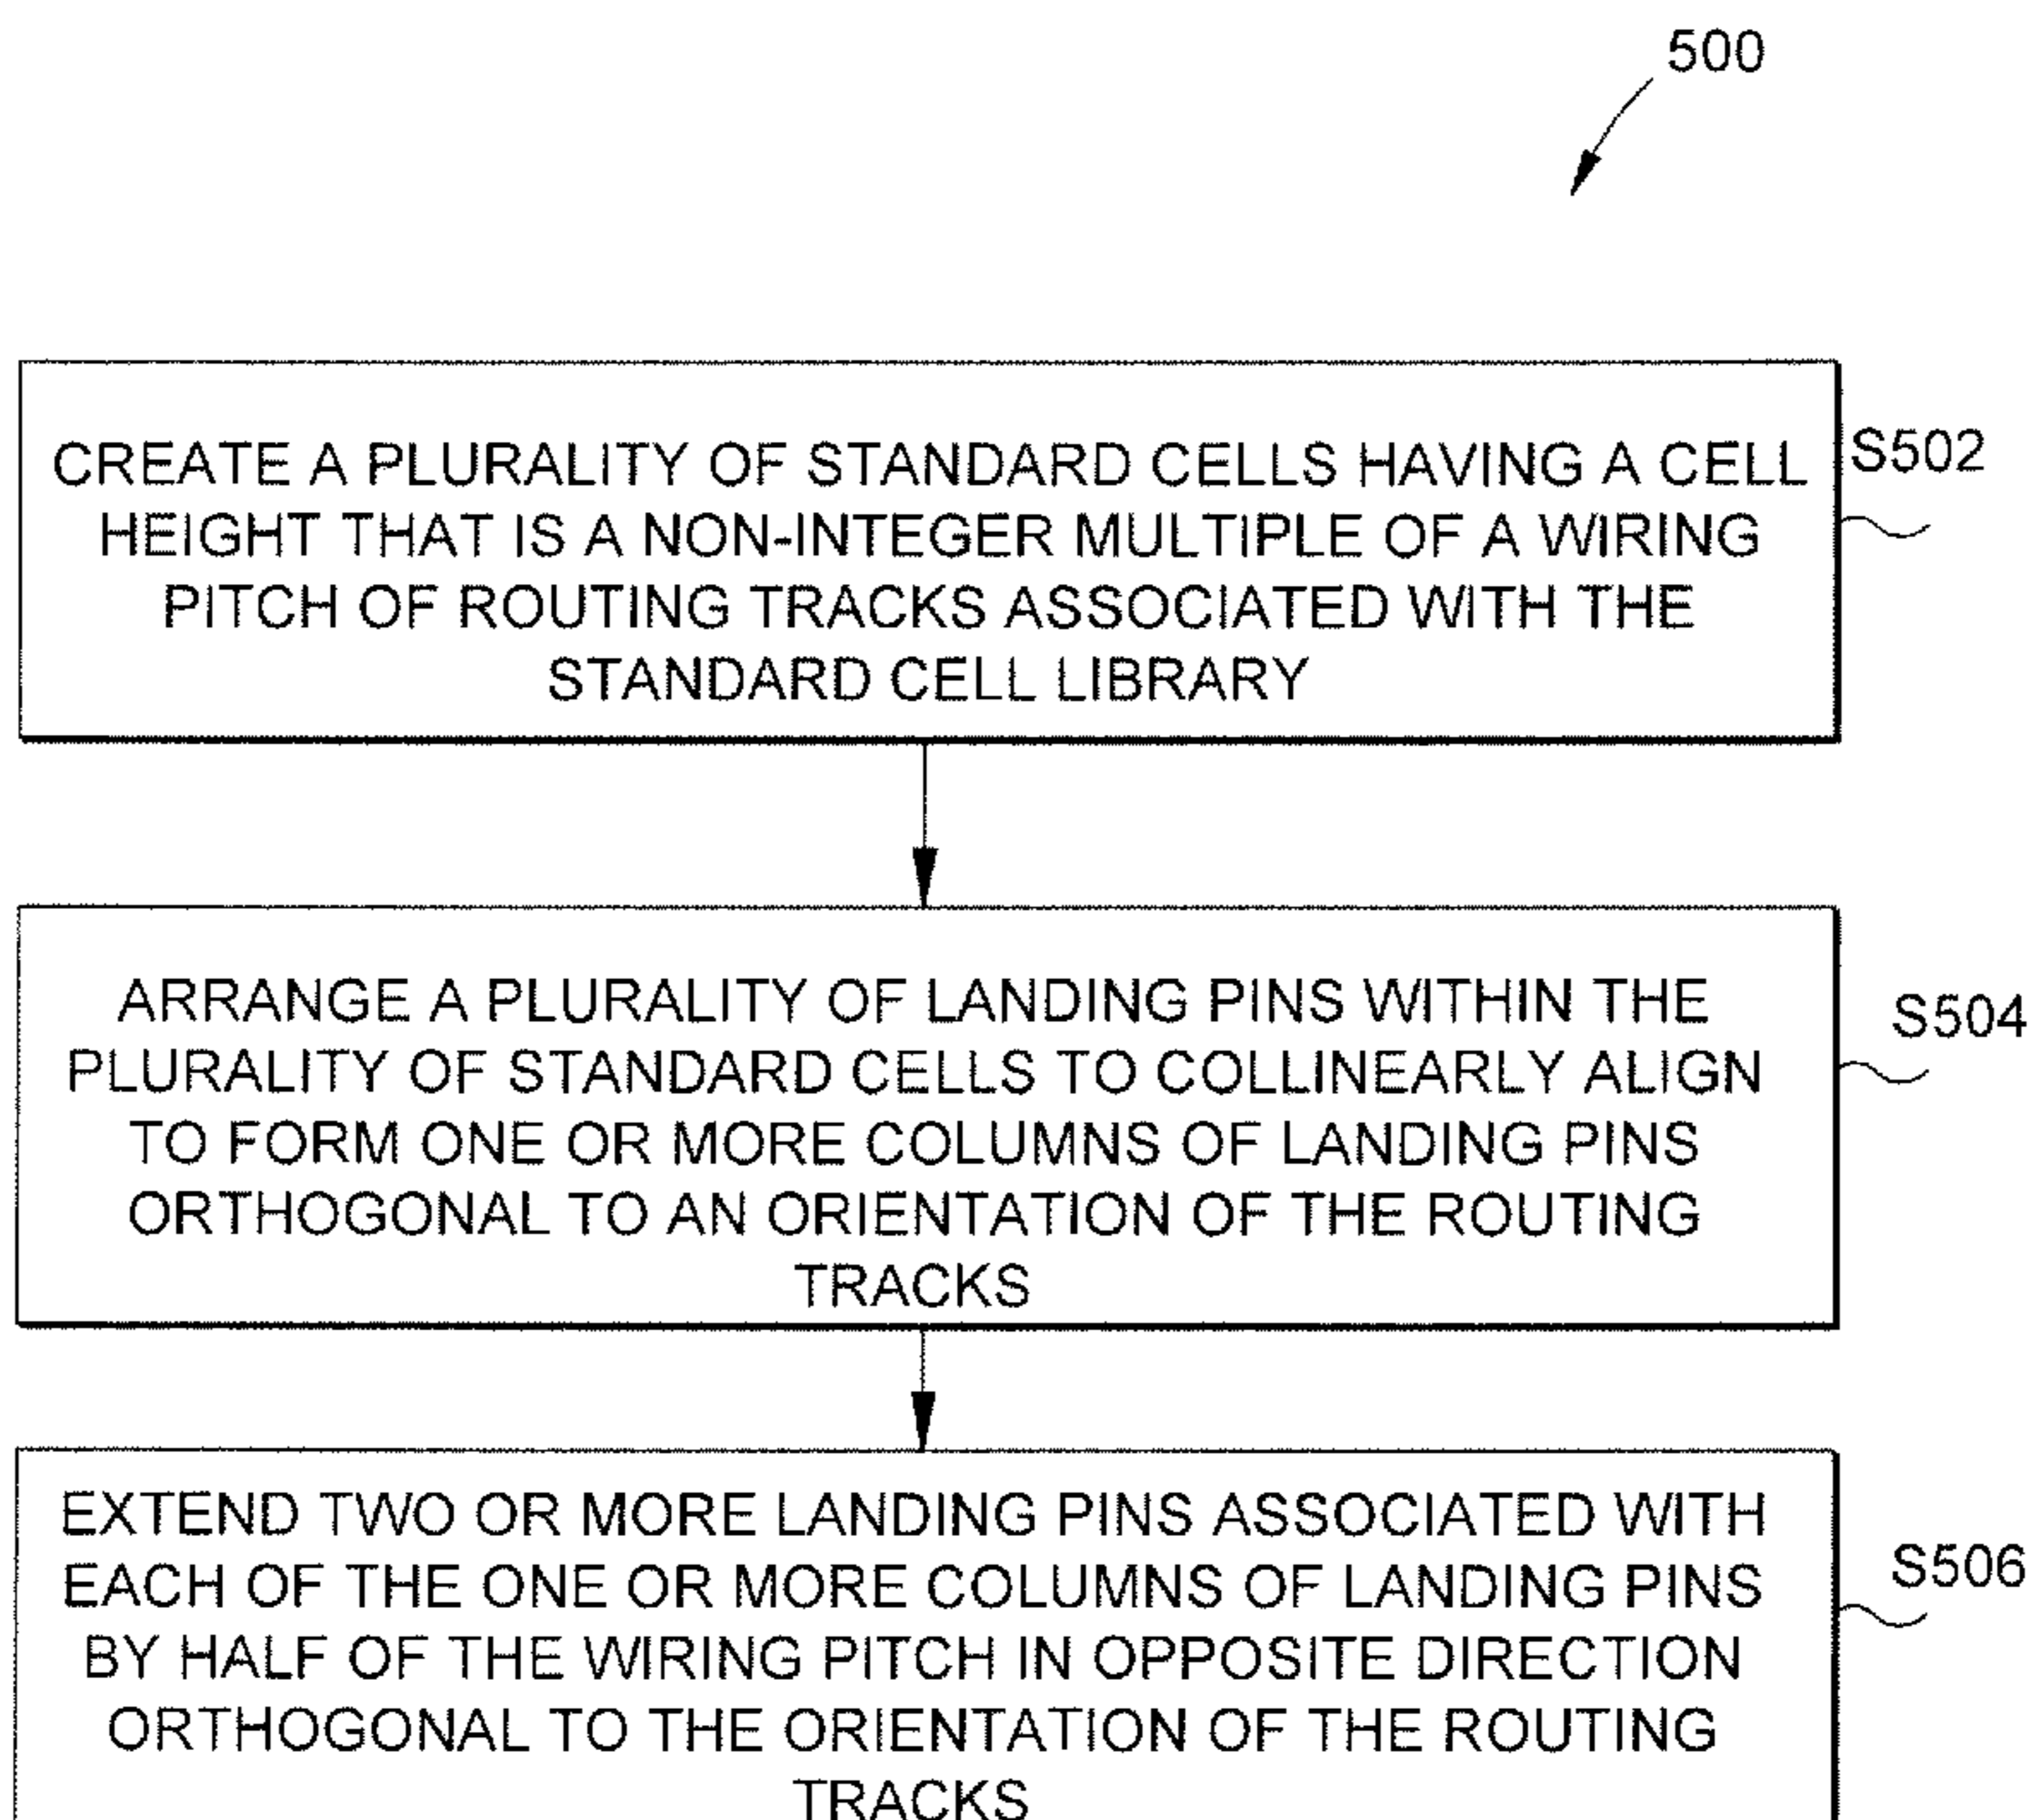 500
CREATE A PLURALITY OF STANDARD CELLS HAVING A CELL
HEIGHT THAT IS A NON-INTEGER MULTIPLE OF A WIRING
PITCH OF ROUTING TRACKS ASSOCIATED WITH THE
STANDARD CELL LIBRARY
S502
ARRANGE A PLURALITY OF LANDING PINS WITHIN THE
PLURALITY OF STANDARD CELLS TO COLLINEARLY ALIGN
TO FORM ONE OR MORE COLUMNS OF LANDING PINS
ORTHOGONAL TO AN ORIENTATION OF THE ROUTING
TRACKS
S504
EXTEND TWO OR MORE LANDING PINS ASSOCIATED WITH
EACH OF THE ONE OR MORE COLUMNS OF LANDING PINS
BY HALF OF THE WIRING PITCH IN OPPOSITE DIRECTION
ORTHOGONAL TO THE ORIENTATION OF THE ROUTING
TRACKS
S506